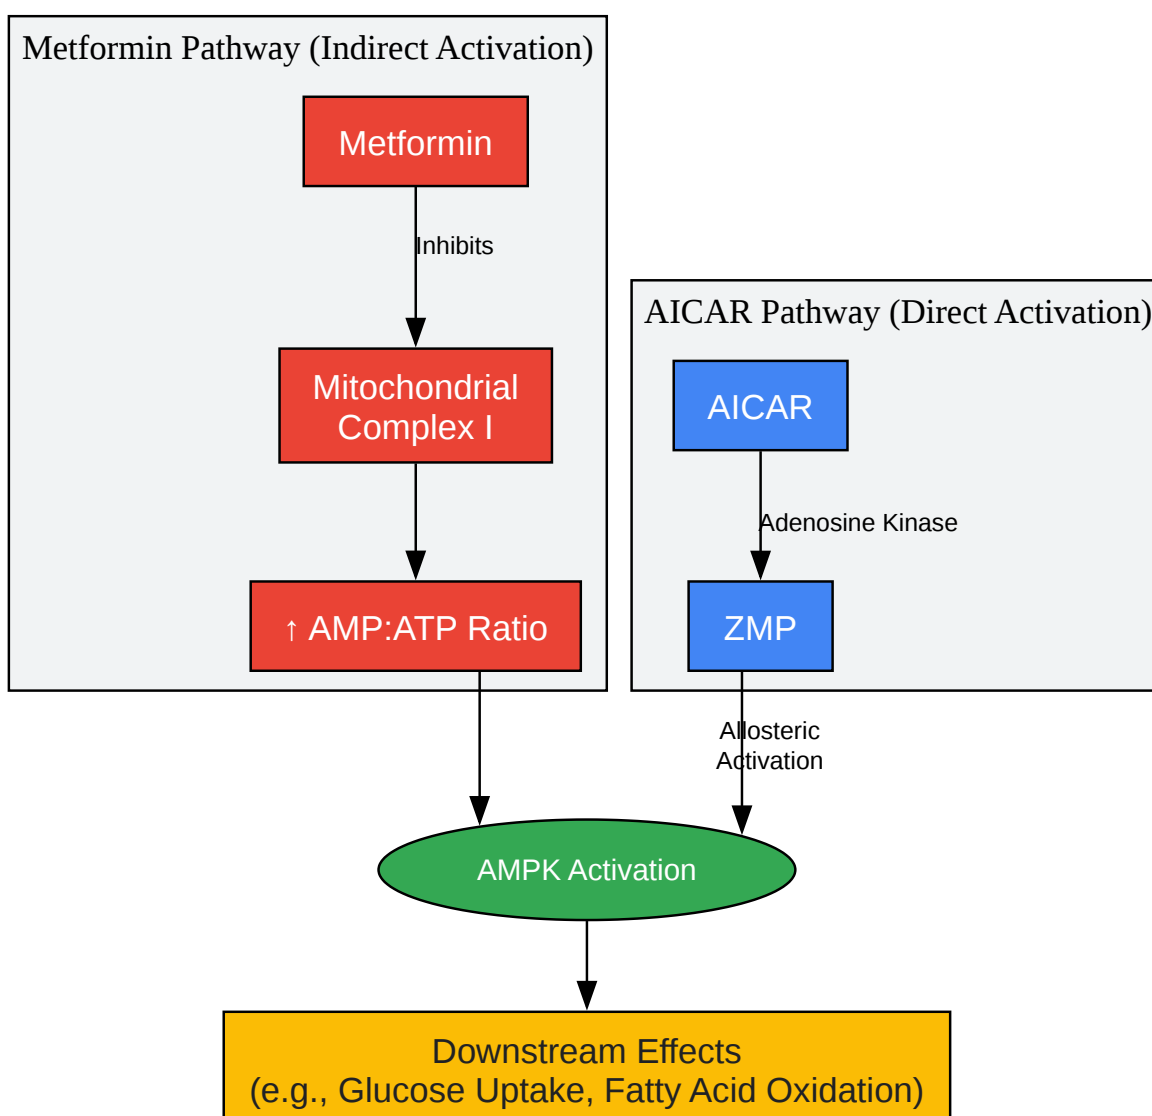 Metformin Pathway (Indirect Activation)
Metformin
Inhibits
Mitochondrial
Complex I
↑ AMP:ATP Ratio
AICAR Pathway (Direct Activation)
AICAR
Adenosine Kinase
ZMP
Allosteric
Activation
AMPK Activation
Downstream Effects
(e.g., Glucose Uptake, Fatty Acid Oxidation)